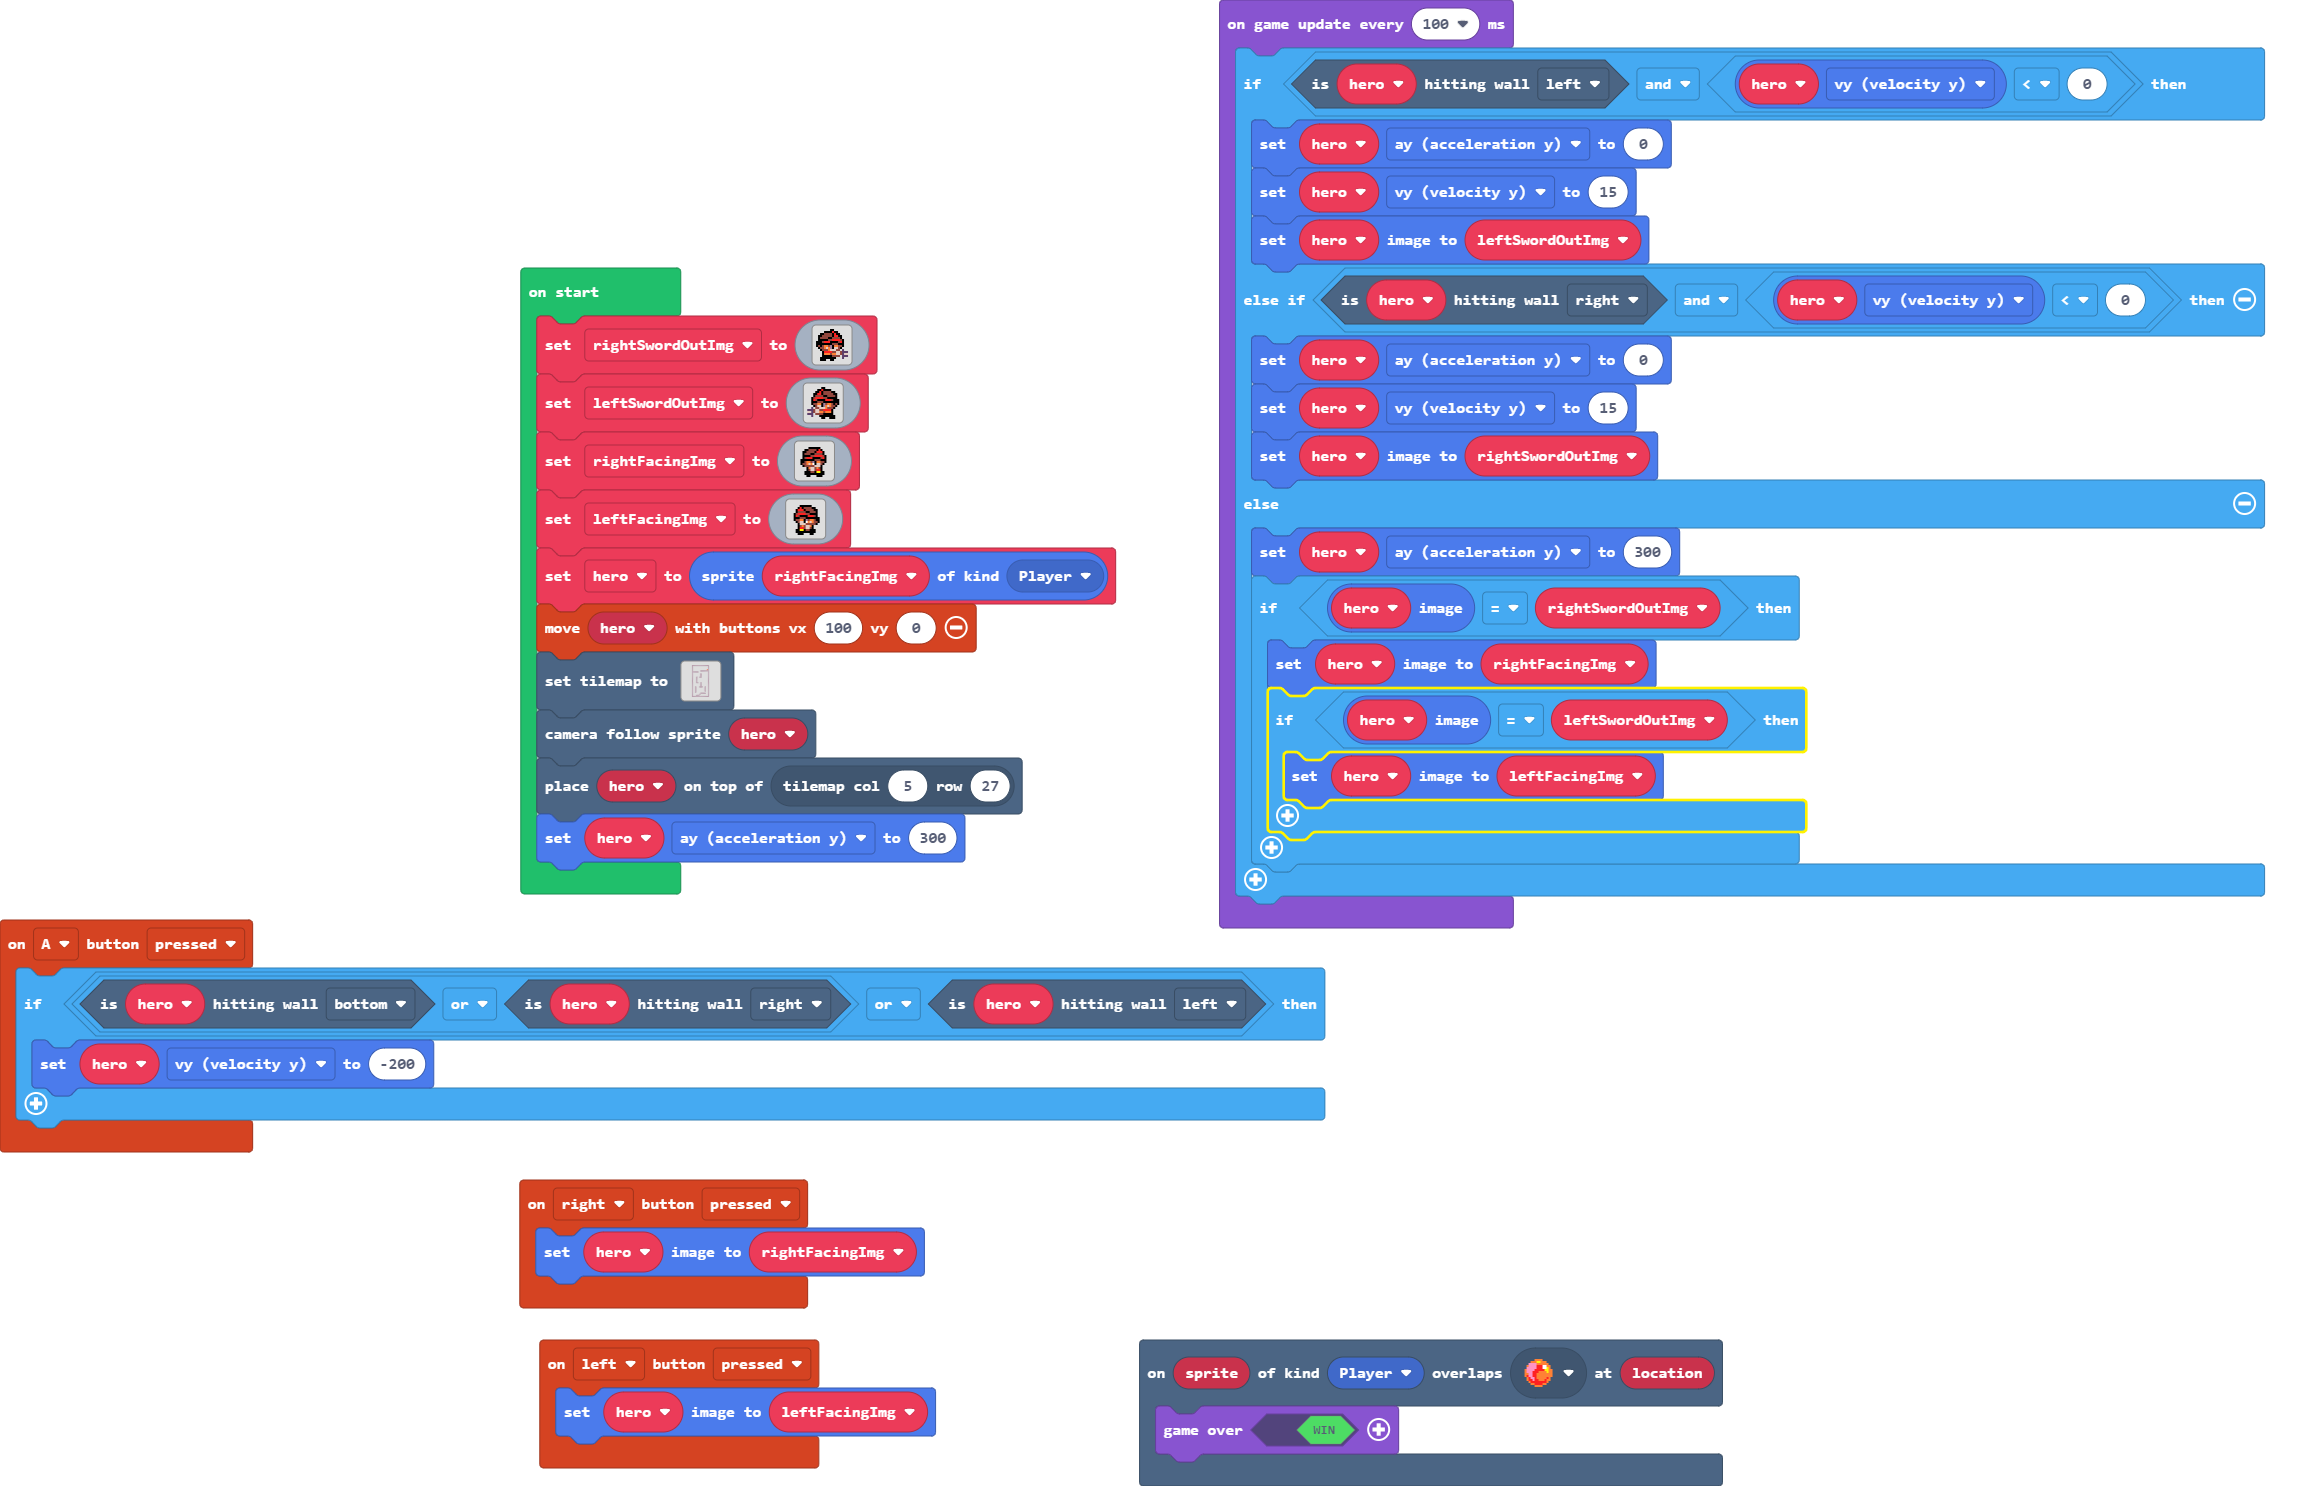 on start
set rightSwordOutImg to
set leftSwordOutImg to
set rightFacingImg to
set leftFacingImg to
set hero to sprite rightFacingImg of kind Player
move hero with buttons vx 100 vy 0
set tilemap to
camera follow sprite hero
place hero on top of tilemap col 5 row 27
set hero ay (acceleration y) to 300
on game update every 100 ms
if is hero hitting wall left and hero vy (velocity y) < 0 then
set hero ay (acceleration y) to 0
set hero vy (velocity y) to 15
set hero image to leftSwordOutImg
else if is hero hitting wall right and hero vy (velocity y) < 0 then
set hero ay (acceleration y) to 0
set hero vy (velocity y) to 15
set hero image to rightSwordOutImg
else
set hero ay (acceleration y) to 300
if hero image = rightSwordOutImg then
set hero image to rightFacingImg
if hero image = leftSwordOutImg then
set hero image to leftFacingImg
on A button pressed
if is hero hitting wall bottom or is hero hitting wall right or is hero hitting wall left then
set hero vy (velocity y) to -200
on right button pressed
set hero image to rightFacingImg
on left button pressed
set hero image to leftFacingImg
on sprite of kind Player overlaps at location
game over WIN